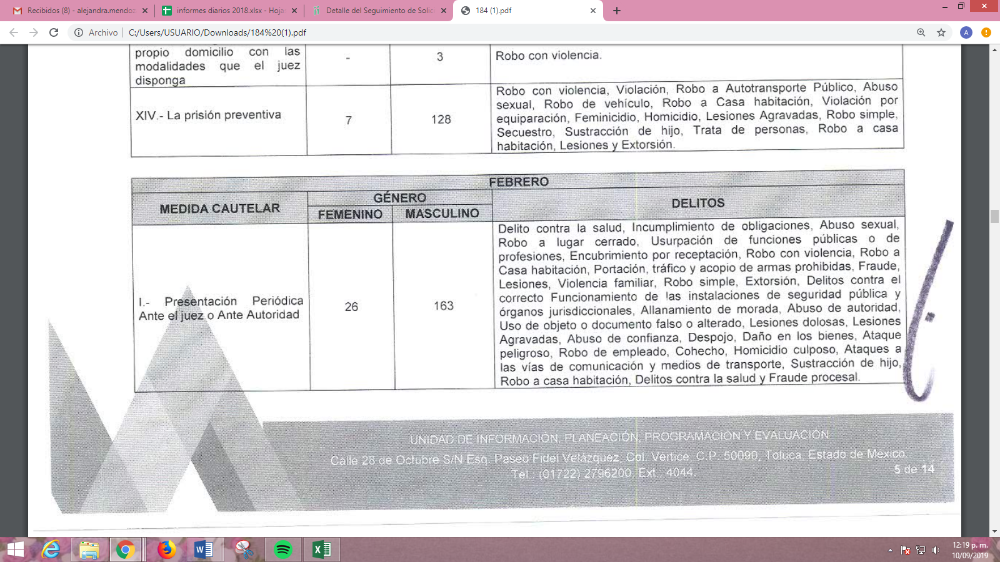 Recibidos (8) - alejandra.mendoz
informes diarios 2018.xlsx - Hoja
Detalle del Seguimiento de Solic
184 (1).pdf
Archivo
C:/Users/USUARIO/Downloads/184%20(1).pdf
A
propio domicilio con las
modalidades que el juez
disponga
-
3
Robo con violencia.
XIV.- La prisión preventiva
7
128
Robo con violencia, Violación, Robo a Autotransporte Público, Abuso
sexual, Robo de vehículo, Robo a Casa habitación, Violación por
equiparación, Feminicidio, Homicidio, Lesiones Agravadas, Robo simple,
Secuestro, Sustracción de hijo, Trata de personas, Robo a casa
habitación, Lesiones y Extorsión.
FEBRERO
MEDIDA CAUTELAR
GÉNERO
FEMENINO
MASCULINO
DELITOS
I.- Presentación Periódica
Ante el juez o Ante Autoridad
26
163
Delito contra la salud, Incumplimiento de obligaciones, Abuso sexual,
Robo a lugar cerrado, Usurpación de funciones públicas o de
profesiones, Encubrimiento por receptación, Robo con violencia, Robo a
Casa habitación, Portación, tráfico y acopio de armas prohibidas, Fraude,
Lesiones, Violencia familiar, Robo simple, Extorsión, Delitos contra el
correcto Funcionamiento de las instalaciones de seguridad pública y
órganos jurisdiccionales, Allanamiento de morada, Abuso de autoridad,
Uso de objeto o documento falso o alterado, Lesiones dolosas, Lesiones
Agravadas, Abuso de confianza, Despojo, Daño en los bienes, Ataque
peligroso, Robo de empleado, Cohecho, Homicidio culposo, Ataques a
las vías de comunicación y medios de transporte, Sustracción de hijo,
Robo a casa habitación, Delitos contra la salud y Fraude procesal.
UNIDAD DE INFORMACIÓN, PLANEACIÓN, PROGRAMACIÓN Y EVALUACIÓN
Calle 28 de Octubre S/N Esq. Paseo Fidel Velázquez, Col. Vértice, C.P. 50090, Toluca, Estado de México.
Tel.: (01722) 2796200, Ext.: 4044.
5 de 14
12:19 p. m.
10/09/2019